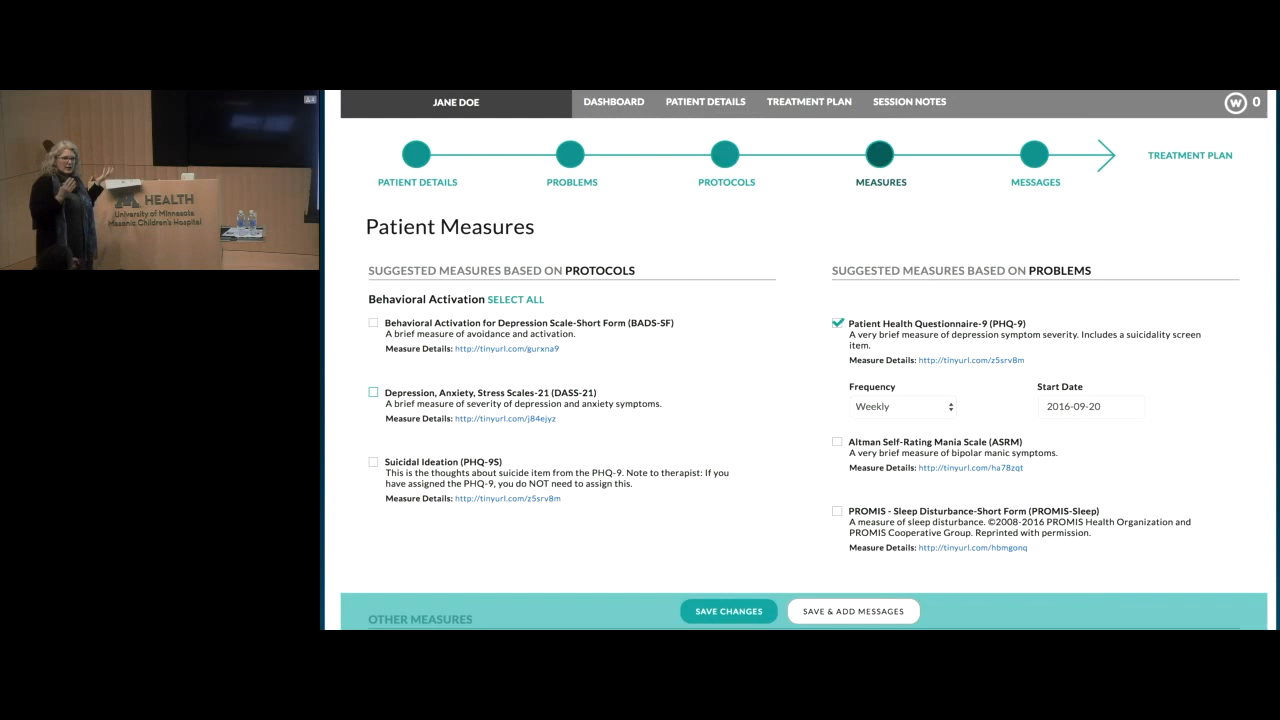 HEALTH
University of Minnesota
Masonic Children's Hospital
JANE DOE
DASHBOARD
PATIENT DETAILS
TREATMENT PLAN
SESSION NOTES
W 0
PATIENT DETAILS
PROBLEMS
PROTOCOLS
MEASURES
MESSAGES
TREATMENT PLAN
Patient Measures
SUGGESTED MEASURES BASED ON PROTOCOLS
Behavioral Activation SELECT ALL
Behavioral Activation for Depression Scale-Short Form (BADS-SF)
A brief measure of avoidance and activation.
Measure Details: http://tinyurl.com/gurxna9
Depression, Anxiety, Stress Scales-21 (DASS-21)
A brief measure of severity of depression and anxiety symptoms.
Measure Details: http://tinyurl.com/j84ejyz
Suicidal Ideation (PHQ-9S)
This is the thoughts about suicide item from the PHQ-9. Note to therapist: If you
have assigned the PHQ-9, you do NOT need to assign this.
Measure Details: http://tinyurl.com/z5srv8m
SUGGESTED MEASURES BASED ON PROBLEMS
Patient Health Questionnaire-9 (PHQ-9)
A very brief measure of depression symptom severity. Includes a suicidality screen
item.
Measure Details: http://tinyurl.com/z5srv8m
Frequency
Start Date
Weekly
2016-09-20
Altman Self-Rating Mania Scale (ASRM)
A very brief measure of bipolar manic symptoms.
Measure Details: http://tinyurl.com/ha78zqt
PROMIS - Sleep Disturbance-Short Form (PROMIS-Sleep)
A measure of sleep disturbance. ©2008-2016 PROMIS Health Organization and
PROMIS Cooperative Group. Reprinted with permission.
Measure Details: http://tinyurl.com/hbmgonq
OTHER MEASURES
SAVE CHANGES
SAVE & ADD MESSAGES